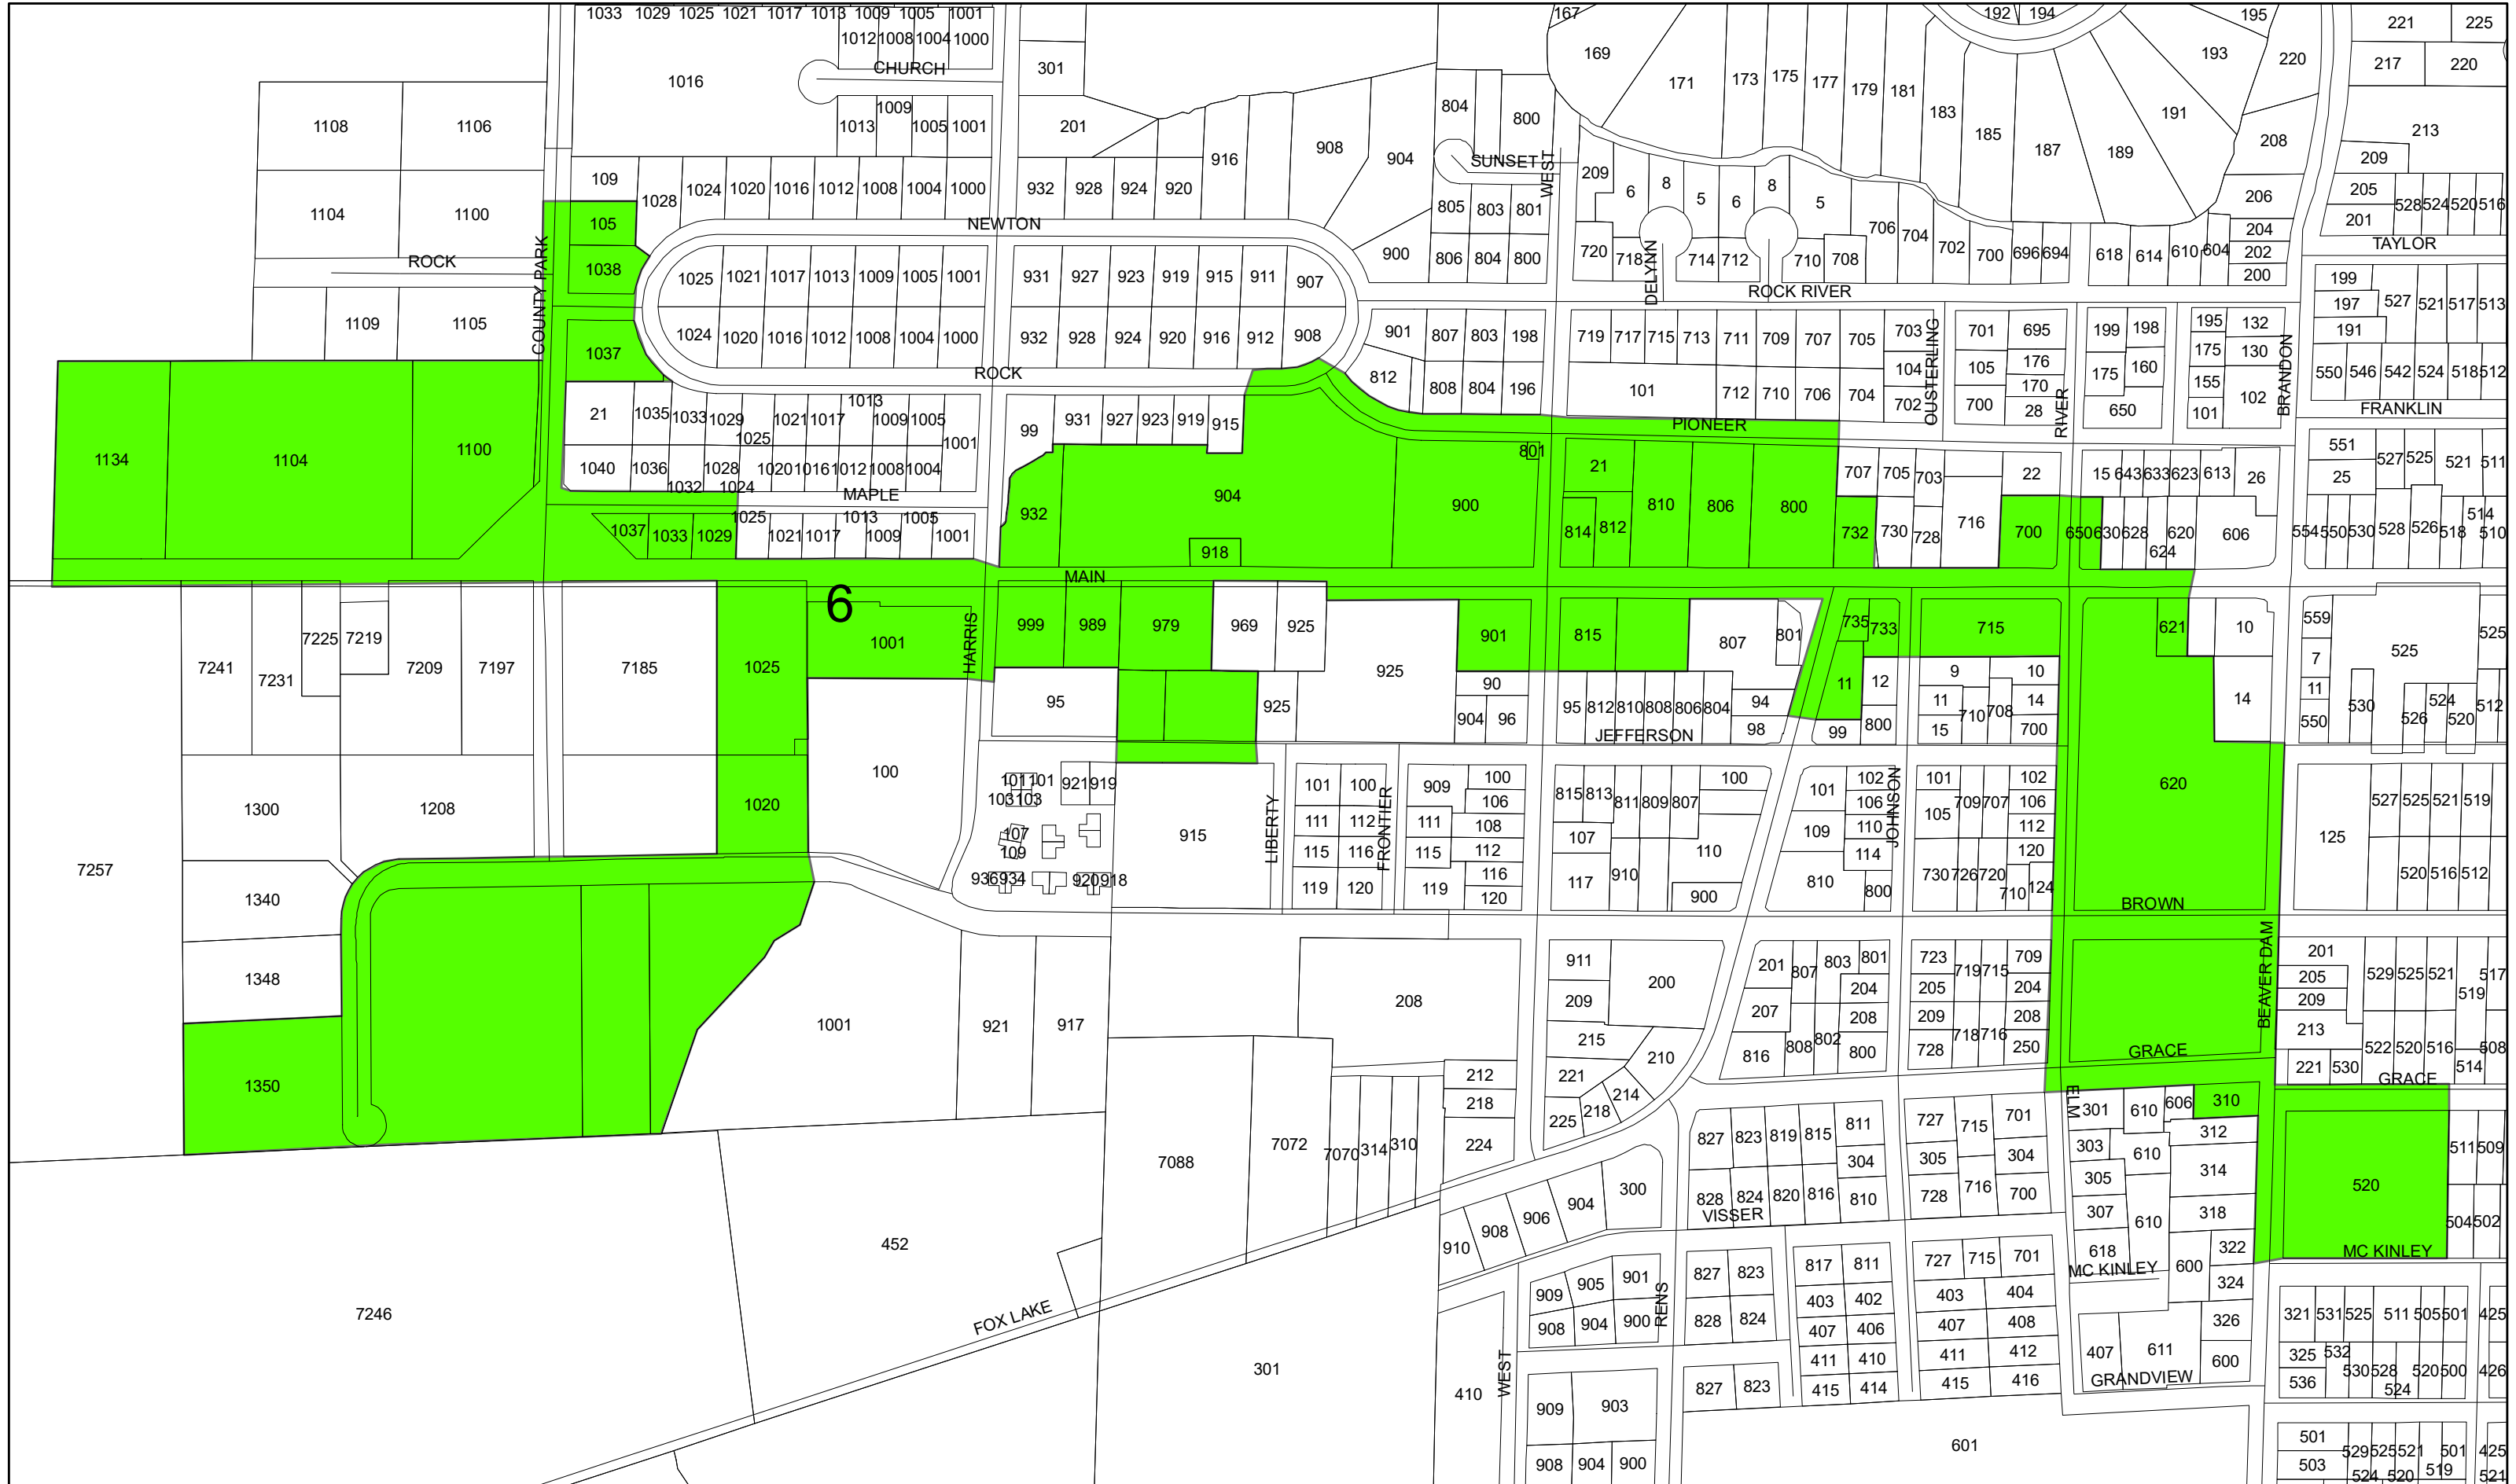 1033 1029 1025 1021 1017 1013 1009 1005 1001 167 192 194 195 221 225
1012 1008 1004 1000
169 193 220 217 220
CHURCH 301
1016 171 173 175 177 179 181
804 800 183 191
1009
1108 1106 1013 1005 1001 201 185 208 213
908 904 916 187 189 209
SUNSET WEST
109 1028 1024 1020 1016 1012 1008 1004 1000 932 928 924 920 209 6 8 5 6 8 5 206 205 528 524 520 516
1104 1100 105 805 803 801 706 704 204 201
NEWTON
720 718 714 712 710 708 702 700 696 694 618 614 610 604 202 TAYLOR
ROCK COUNTY PARK 1038 900 806 804 800 DELYNN 200
1025 1021 1017 1013 1009 1005 1001 931 927 923 919 915 911 907 199
ROCK RIVER
197 527 521 517 513
1109 1105 1024 1020 1016 1012 1008 1004 1000 932 928 924 920 916 912 908 901 807 803 198 719 717 715 713 711 709 707 705 703 OUSTERLING 701 695 199 198 195 132 191
1037 104 105 176 175 160 175 130 BRANDON
ROCK 812 808 804 196 101 712 710 706 704 702 170 155 102 550 546 542 524 518 512
21 1035 1033 1029 1021 1017 1013 1009 1005 1001 700 28 650 101 FRANKLIN
1025 99 931 927 923 919 915 PIONEER RIVER
1134 1104 1100 1040 1036 1032 1028 1024 1020 1016 1012 1008 1004 801 21 707 705 703 22 15 643 633 623 613 26 551 25 527 525 521 511
MAPLE
932 904 900 810 806 800
1037 1033 1029 1025 1021 1017 1013 1009 1005 1001 918 814 812 732 730 728 716 700 650 630 628 624 620 606 554 550 530 528 526 518 514 510
MAIN
6
7225 7219 999 989 979 969 925 901 815 807 801 735 733 715 621 10 559 525 525
7241 7231 7209 7197 7185 1025 1001 HARRIS 925 90 11 12 9 10 14 7
95 925 904 96 95 812 810 808 806 804 94 98 99 800 11 710 708 14 15 700 11 550 530 526 524 520 512
JEFFERSON
100 101 101 921 919 101 100 909 100 815 813 811 809 807 100 101 102 JOHNSON 101 709 707 102 620
1300 1208 1020 103 103 915 LIBERTY 111 112 FRONTIER 111 106 108 107 109 106 110 105 106 112 125 527 525 521 519
107 109 115 116 115 112 110 114 120
7257 936 934 920 918 119 120 119 116 120 117 910 900 810 800 730 726 720 710 124 520 516 512
1340 BROWN
1348 208 911 200 201 807 803 801 723 719 715 709 BEAVER DAM 201 205 529 525 521 517
1001 921 917 209 207 204 205 204 209 519
215 210 208 209 208 213
816 808 802 800 728 718 716 250 GRACE 522 520 516 508
1350 212 221 214 221 530 514 GRACE
218 225 218 ELM 301 610 606 310
7088 7072 7070 314 310 224 827 823 819 815 811 727 715 701 303 610 312 511 509
304 305 304 305 314 520
300 828 824 820 816 810 728 716 700 307 610 318 504 502
452 910 908 906 904 VISSER 618 322 MC KINLEY
909 905 901 827 823 817 811 727 715 701 MC KINLEY 600 324
7246 FOX LAKE 908 904 900 RENS 828 824 403 402 403 404 326 321 531 525 511 505 501 425
407 406 407 408 407 611
301 410 WEST 411 410 411 412 600 325 532 530 528 520 500 426
909 903 827 823 415 414 415 416 GRANDVIEW 536 524
908 904 900 601 501 529 525 521 501 425
503 524 520 519 521